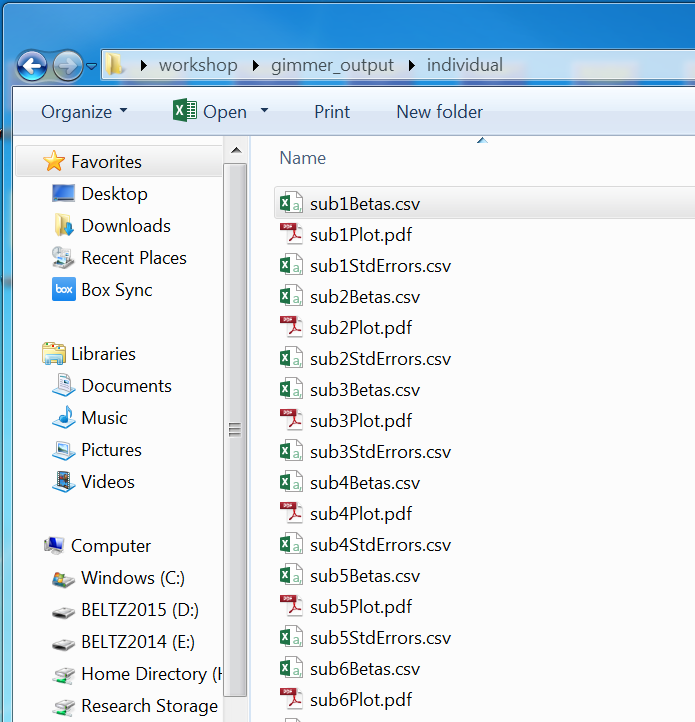 workshop gimmer_output individual
Organize Open Print New folder
Favorites
Desktop
Downloads
Recent Places
box Box Sync
Libraries
Documents
Music
Pictures
Videos
Computer
Windows (C:)
BELTZ2015 (D:)
BELTZ2014 (E:)
Home Directory (
Research Storage
Name
sub1Betas.csv
sub1Plot.pdf
sub1StdErrors.csv
sub2Betas.csv
sub2Plot.pdf
sub2StdErrors.csv
sub3Betas.csv
sub3Plot.pdf
sub3StdErrors.csv
sub4Betas.csv
sub4Plot.pdf
sub4StdErrors.csv
sub5Betas.csv
sub5Plot.pdf
sub5StdErrors.csv
sub6Betas.csv
sub6Plot.pdf